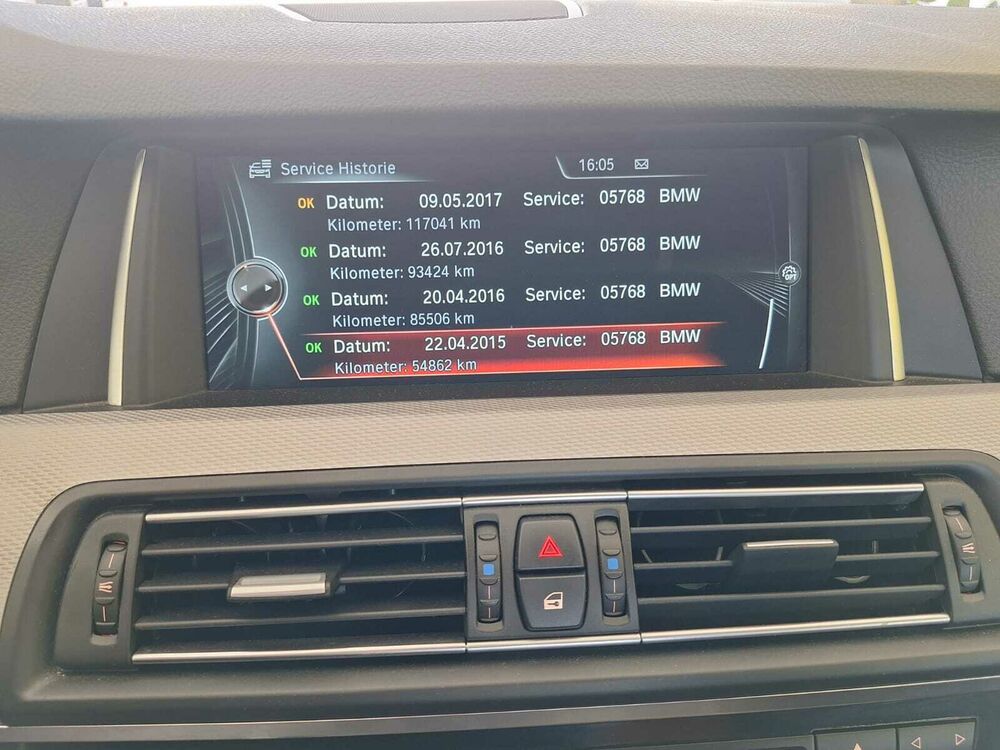 Service Historie 16:05
OK Datum: 09.05.2017 Service: 05768 BMW
Kilometer: 117041 km
OK Datum: 26.07.2016 Service: 05768 BMW
Kilometer: 93424 km
OK Datum: 20.04.2016 Service: 05768 BMW
Kilometer: 85506 km
OK Datum: 22.04.2015 Service: 05768 BMW
Kilometer: 54862 km
OPT